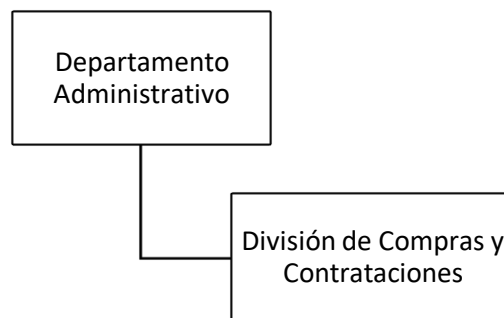 Departamento
Administrativo
División de Compras y
Contrataciones